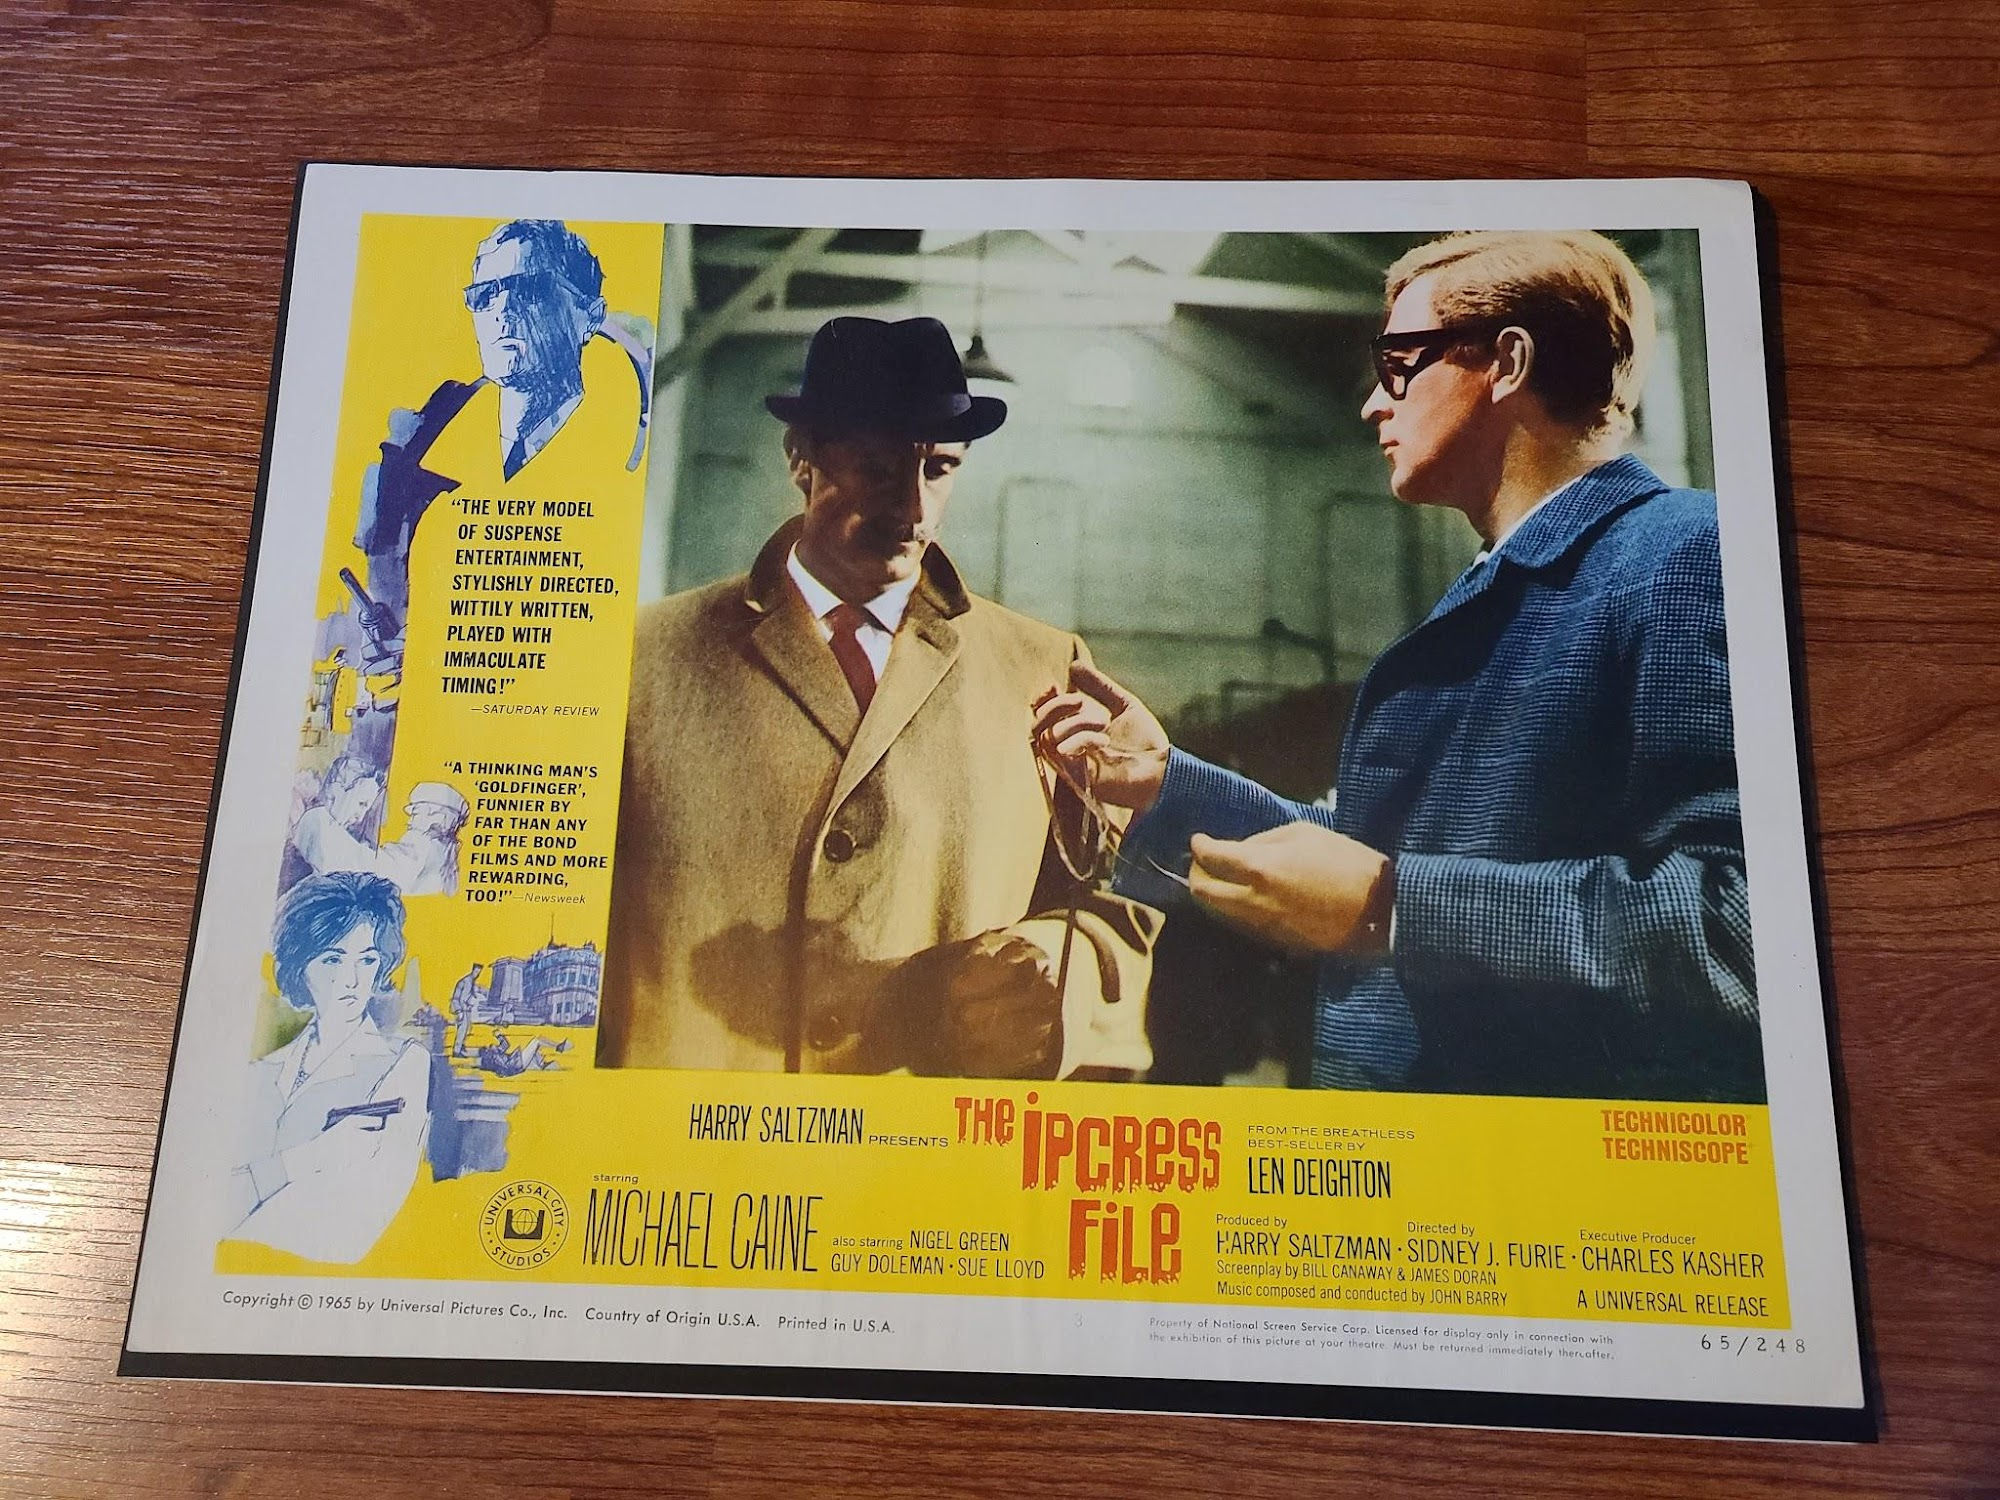 “THE VERY MODEL
OF SUSPENSE
ENTERTAINMENT,
STYLISHLY DIRECTED,
WITTILY WRITTEN,
PLAYED WITH
IMMACULATE
TIMING!”
—SATURDAY REVIEW
“A THINKING MAN'S
‘GOLDFINGER’,
FUNNIER BY
FAR THAN ANY
OF THE BOND
FILMS AND MORE
REWARDING,
TOO!”—Newsweek
HARRY SALTZMAN PRESENTS THE IPCRESS FILE
FROM THE BREATHLESS
BEST-SELLER BY
LEN DEIGHTON
TECHNICOLOR
TECHNISCOPE
UNIVERSAL CITY STUDIOS
starring
MICHAEL CAINE
also starring NIGEL GREEN
GUY DOLEMAN · SUE LLOYD
Produced by Directed by Executive Producer
HARRY SALTZMAN · SIDNEY J. FURIE · CHARLES KASHER
Screenplay by BILL CANAWAY & JAMES DORAN
Music composed and conducted by JOHN BARRY
A UNIVERSAL RELEASE
Copyright © 1965 by Universal Pictures Co., Inc. Country of Origin U.S.A. Printed in U.S.A.
3
Property of National Screen Service Corp. Licensed for display only in connection with
the exhibition of this picture at your theatre. Must be returned immediately thereafter.
65/248